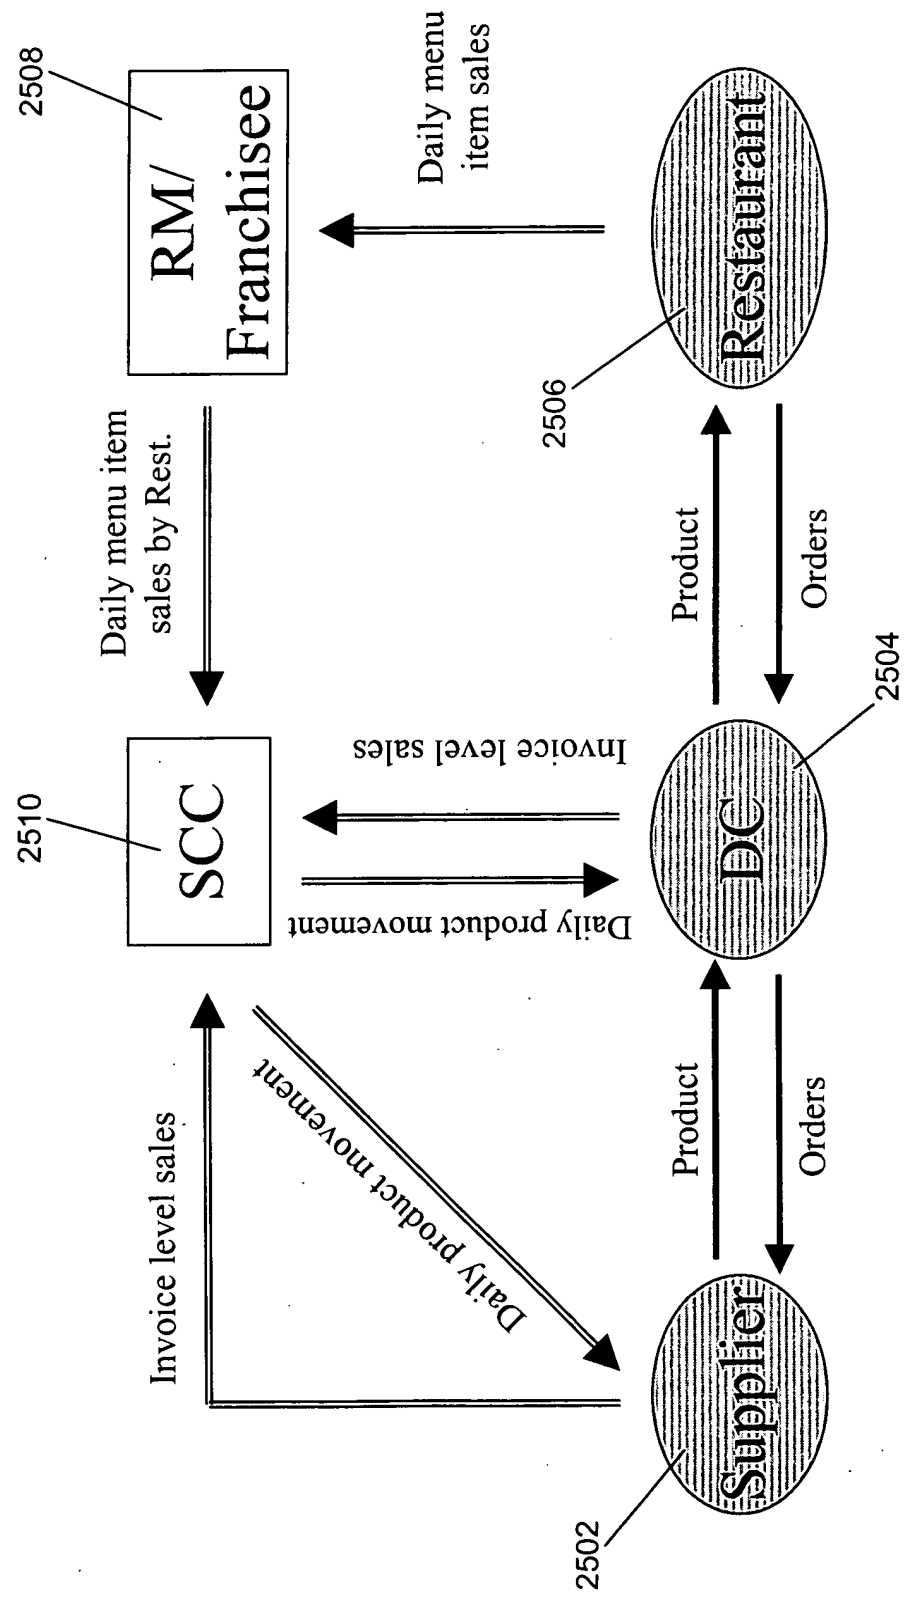 2510
2508
SCC
RM/
Franchisee
Invoice level sales
Daily menu item
sales by Rest.
Daily product movement
Daily product movement
Invoice level sales
Daily menu
item sales
2502
2506
Supplier
Product
DC
Product
Restaurant
Orders
Orders
2504